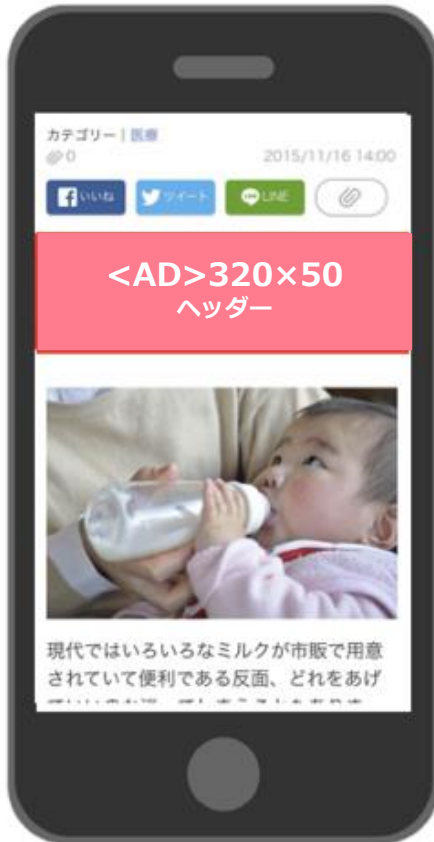 カテゴリー | 医療
0
2015/11/16 14:00
いいね
ツイート
LINE
<AD>320×50
ヘッダー
現代ではいろいろなミルクが市販で用意
されていて便利である反面、どれをあげ